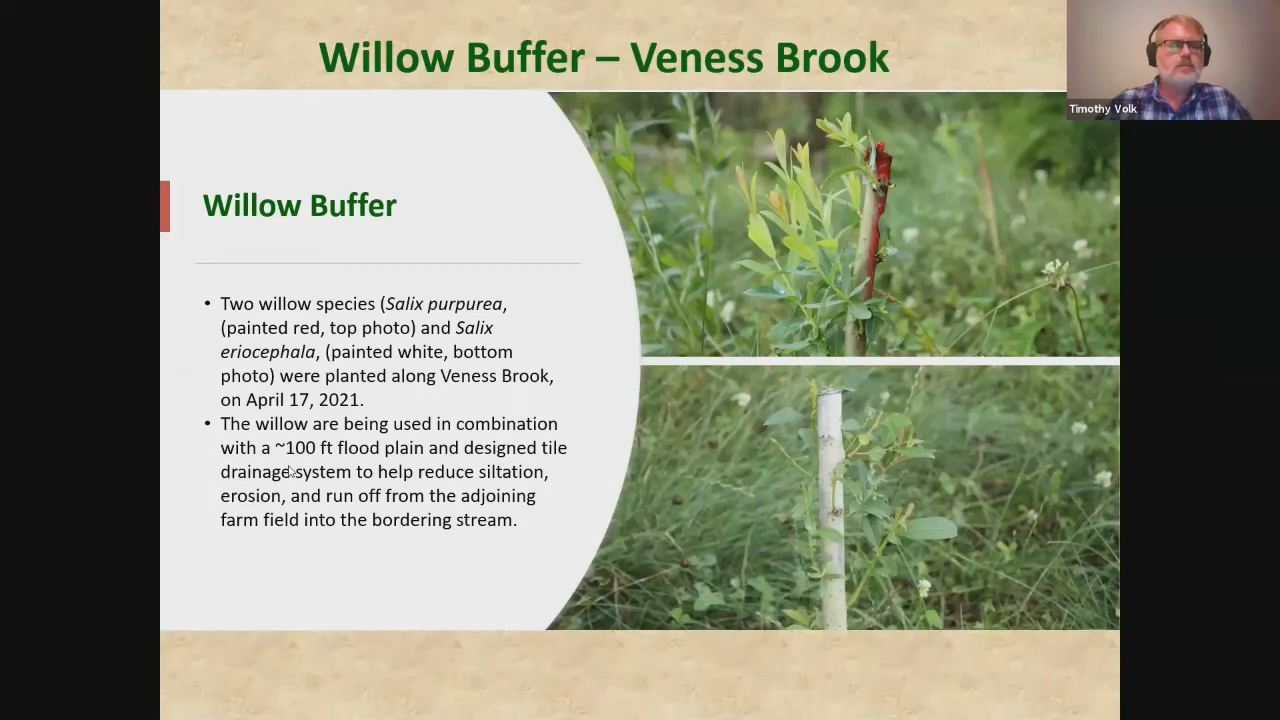 Willow Buffer – Veness Brook
Timothy Volk
Willow Buffer
• Two willow species (Salix purpurea,
(painted red, top photo) and Salix
eriocephala, (painted white, bottom
photo) were planted along Veness Brook,
on April 17, 2021.
• The willow are being used in combination
with a ~100 ft flood plain and designed tile
drainage system to help reduce siltation,
erosion, and run off from the adjoining
farm field into the bordering stream.